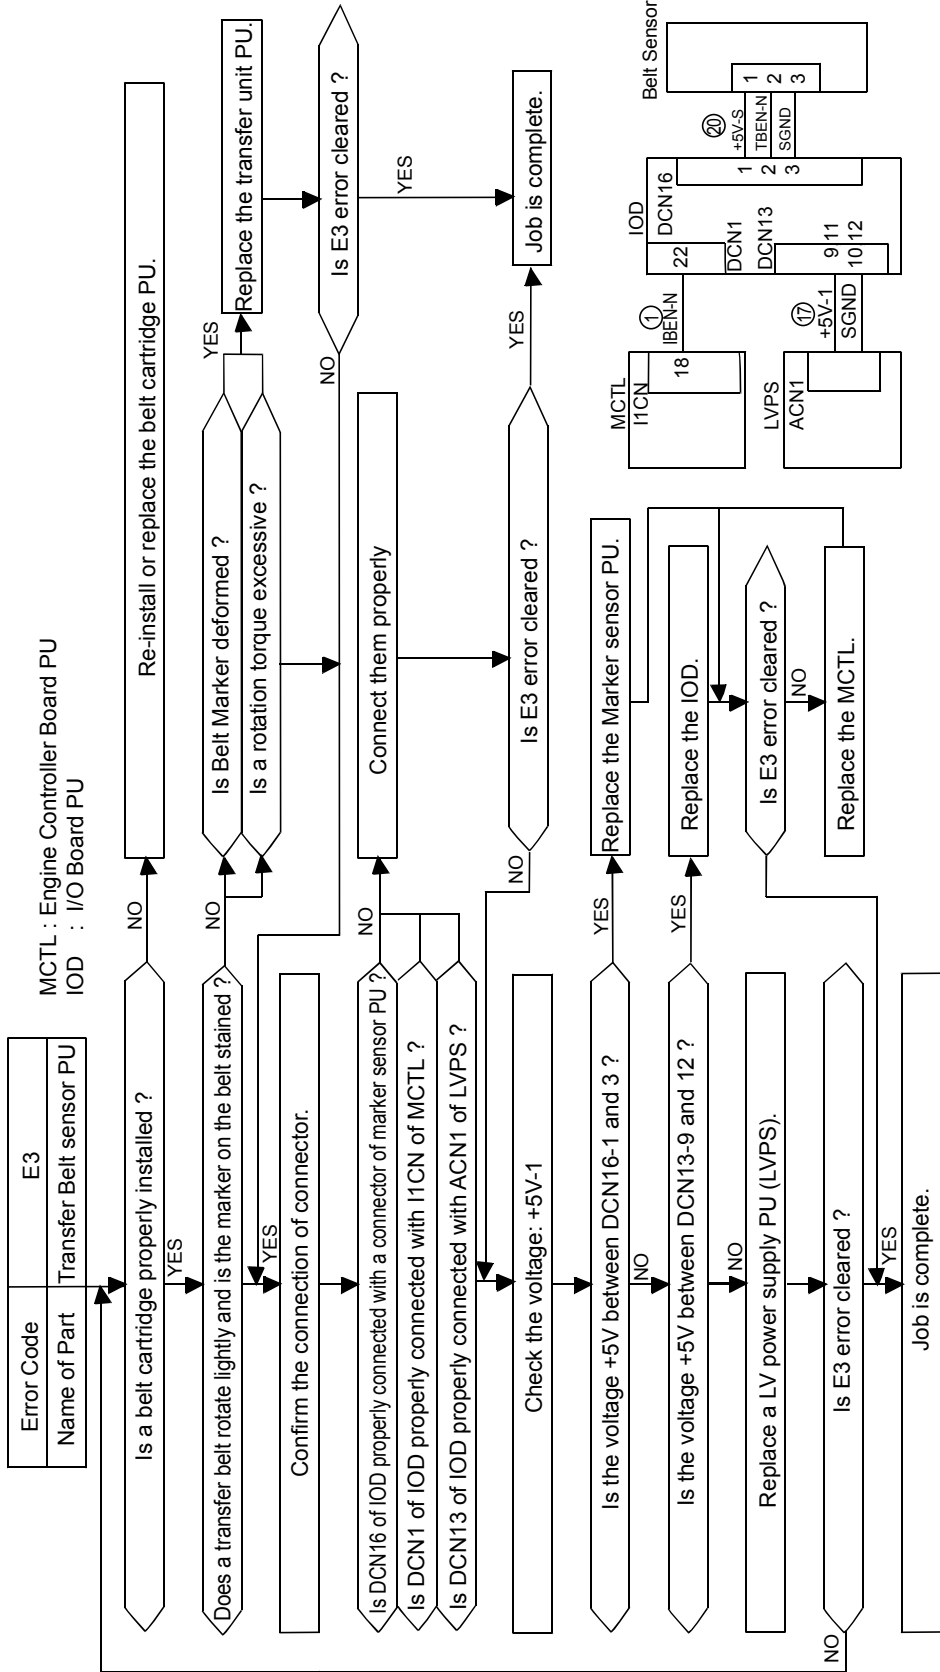 Error Code E3
Name of Part Transfer Belt sensor PU
MCTL : Engine Controller Board PU
IOD : I/O Board PU
Is a belt cartridge properly installed ?
NO
Re-install or replace the belt cartridge PU.
YES
Does a transfer belt rotate lightly and is the marker on the belt stained ?
NO
Is Belt Marker deformed ?
Is a rotation torque excessive ?
YES
Replace the transfer unit PU.
YES
NO
Is E3 error cleared ?
YES
Confirm the connection of connector.
Is DCN16 of IOD properly connected with a connector of marker sensor PU ?
Is DCN1 of IOD properly connected with I1CN of MCTL ?
Is DCN13 of IOD properly connected with ACN1 of LVPS ?
NO
Connect them properly
NO
Is E3 error cleared ?
YES
Job is complete.
Check the voltage: +5V-1
Is the voltage +5V between DCN16-1 and 3 ?
YES
Replace the Marker sensor PU.
NO
Is the voltage +5V between DCN13-9 and 12 ?
YES
Replace the IOD.
NO
Replace a LV power supply PU (LVPS).
Is E3 error cleared ?
NO
Replace the MCTL.
Is E3 error cleared ?
NO
YES
Job is complete.
MCTL
I1CN
18
1
IBEN-N
IOD
22
DCN16
DCN1
DCN13
1
2
3
9 11
10 12
LVPS
ACN1
17
+5V-1
SGND
20
+5V-S
TBEN-N
SGND
Belt Sensor
1
2
3